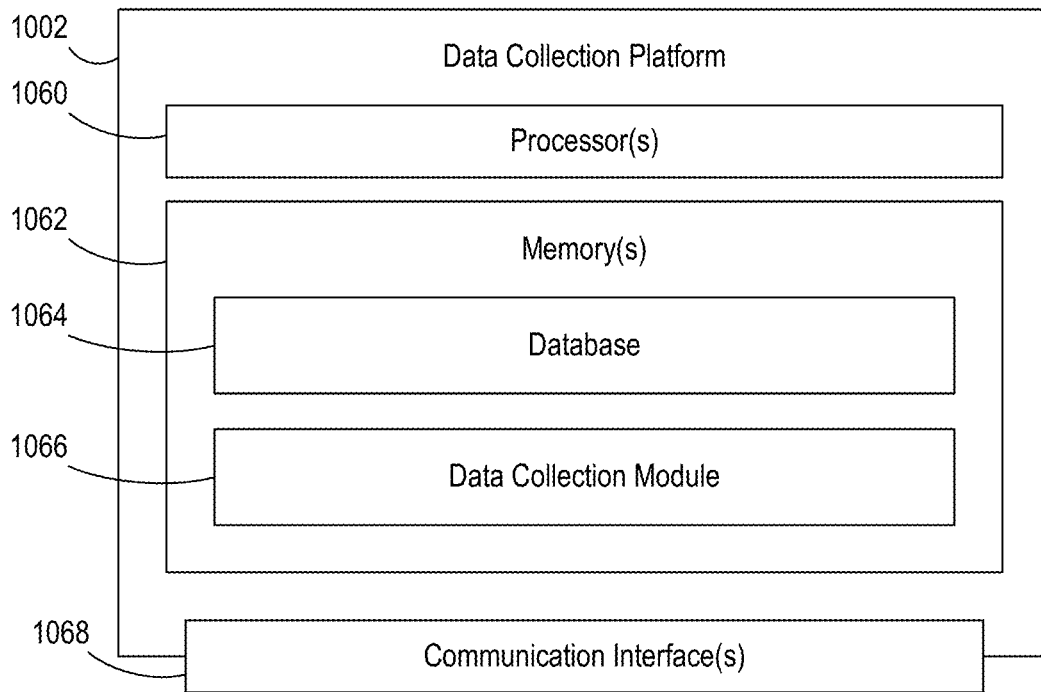 1002
Data Collection Platform
1060
Processor(s)
1062
Memory(s)
1064
Database
1066
Data Collection Module
1068
Communication Interface(s)